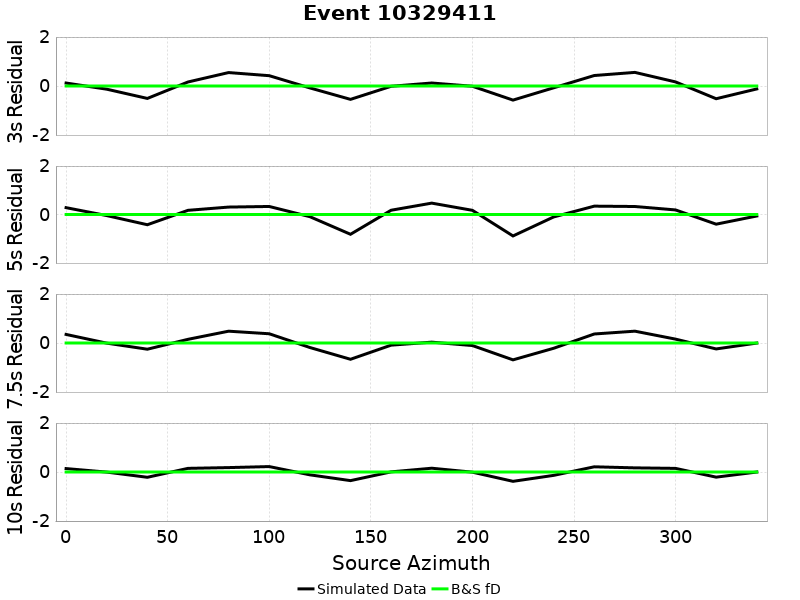 Event 10329411
3s Residual
2
0
-2
5s Residual
2
0
-2
7.5s Residual
2
0
-2
10s Residual
2
0
-2
0 50 100 150 200 250 300
Source Azimuth
Simulated Data B&S fD